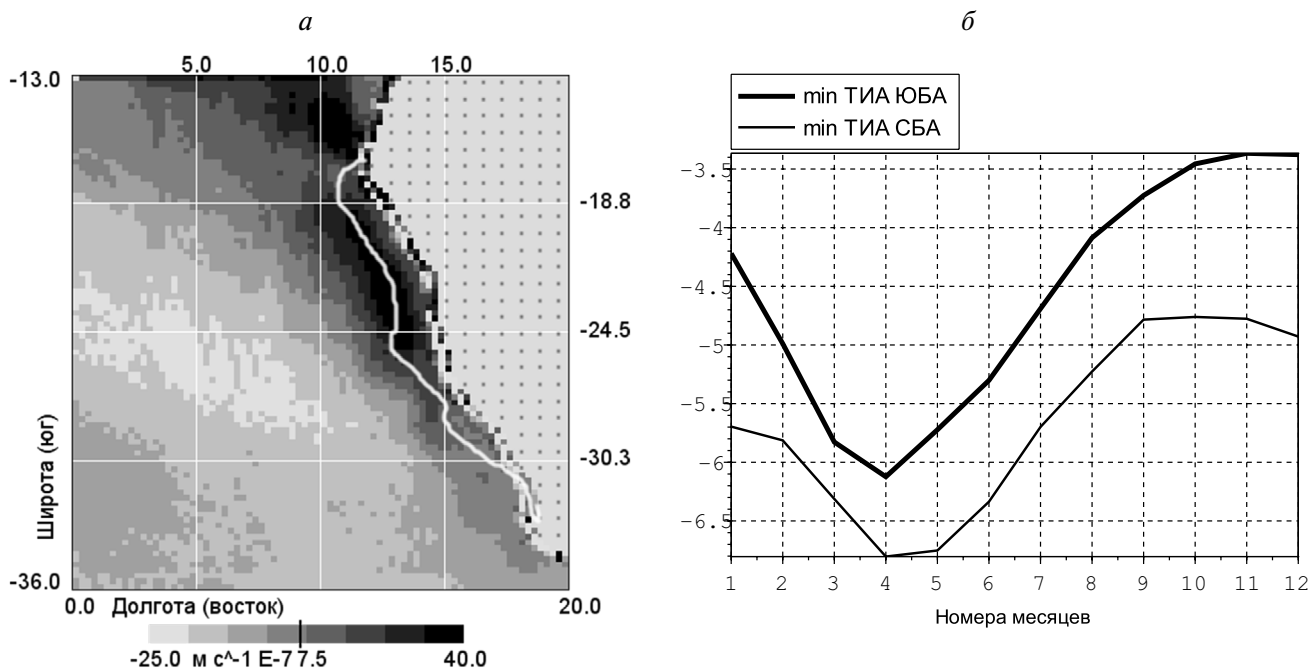 а
б
5.0 10.0 15.0
-13.0
-18.8
-24.5
-30.3
-36.0
Широта (юг)
0.0 Долгота (восток) 20.0
-25.0 м с^-1 E-7 7.5 40.0
min ТИА ЮБА
min ТИА СБА
-3.5
-4
-4.5
-5
-5.5
-6
-6.5
1 2 3 4 5 6 7 8 9 10 11 12
Номера месяцев